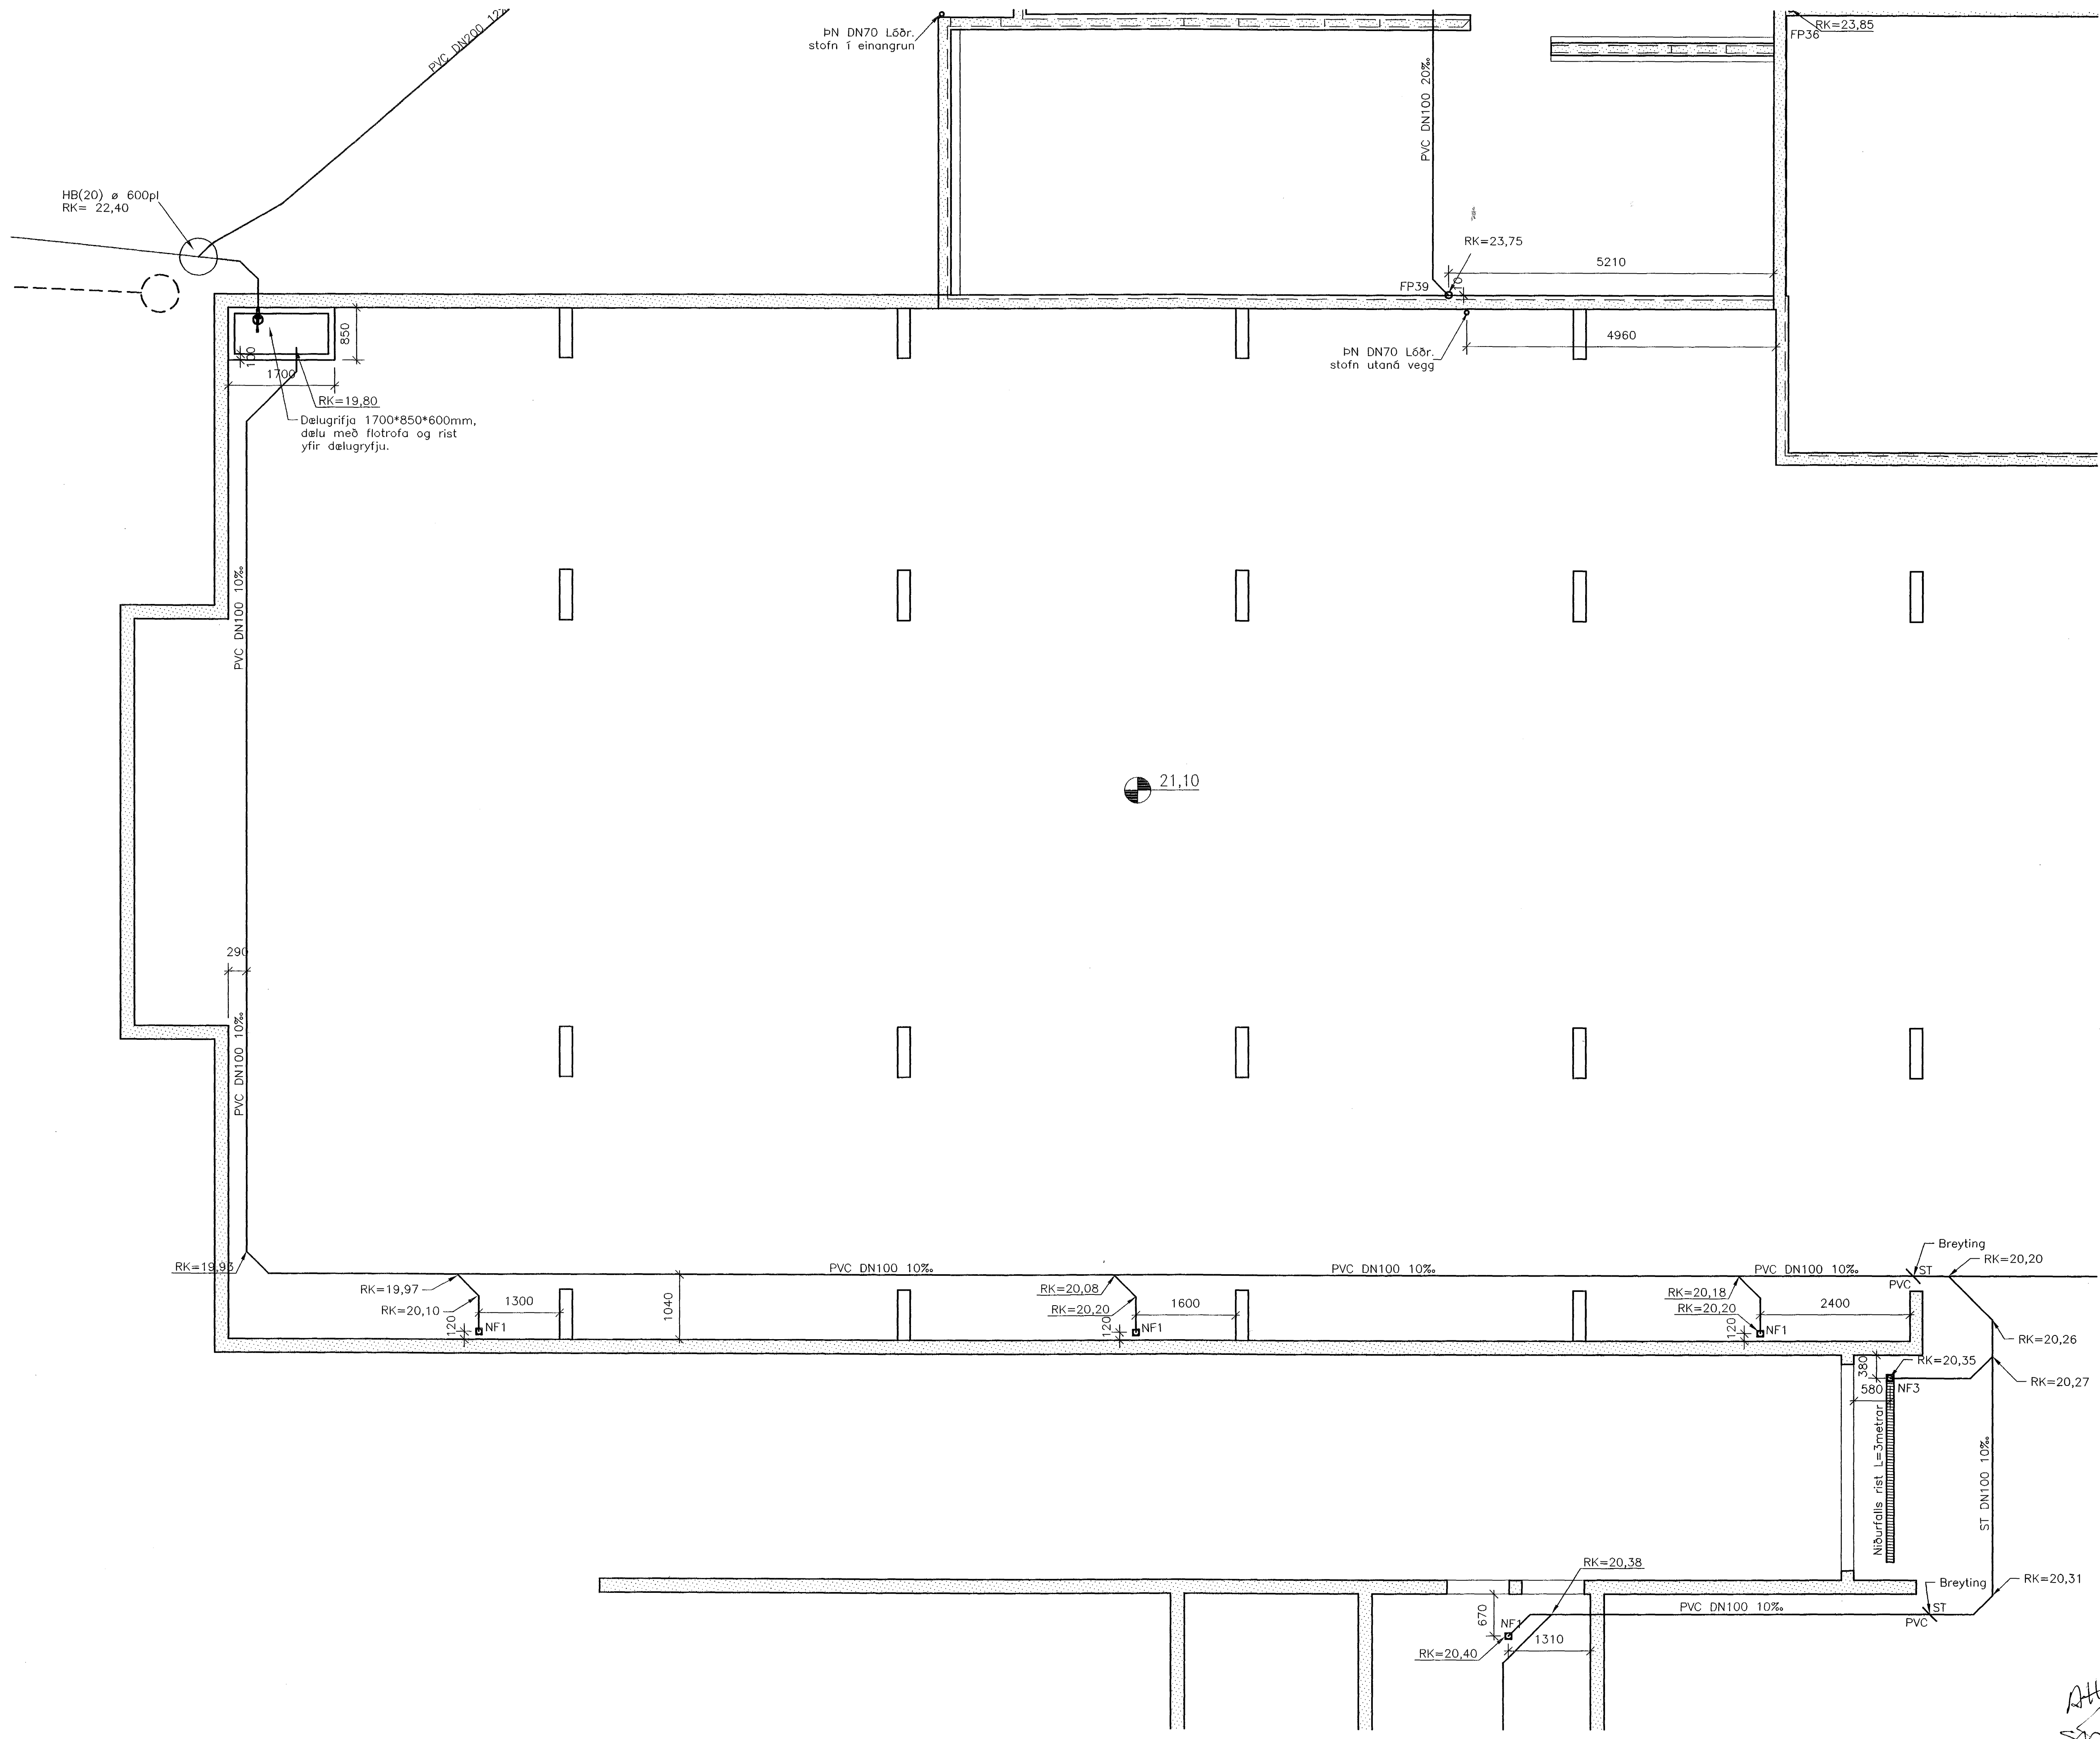 PVC DN200
ÞN DN70 Lóðr.
stofn í einangrun
PVC DN100 20‰
RK=23,85
FP36
HB(20) ø 600pl
RK= 22,40
RK=23,75
5210
FP39
70
850
100
1700
4960
ÞN DN70 Lóðr.
stofn utaná vegg
RK=19,80
Dælugrifja 1700*850*600mm,
dælu með flotrofa og rist
yfir dælugryfju.
PVC DN100 10‰
21,10
290
PVC DN100 10‰
RK=19,93
PVC DN100 10‰
PVC DN100 10‰
PVC DN100 10‰
Breyting
ST
PVC
RK=20,20
RK=19,97
RK=20,10
1300
120
NF1
1040
RK=20,08
RK=20,20
1600
120
NF1
RK=20,18
RK=20,20
2400
120
NF1
RK=20,26
380
RK=20,35
580
NF3
RK=20,27
Niðurfalls rist L=3metrar
ST DN100 10‰
RK=20,38
RK=20,31
Breyting
ST
PVC
PVC DN100 10‰
670
NF1
1310
RK=20,40